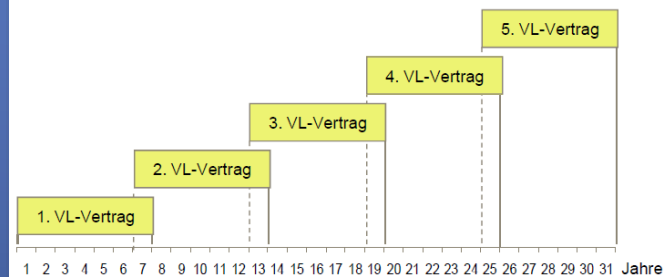 5. VL-Vertrag
4. VL-Vertrag
3. VL-Vertrag
2. VL-Vertrag
1. VL-Vertrag
1 2 3 4 5 6 7 8 9 10 11 12 13 14 15 16 17 18 19 20 21 22 23 24 25 26 27 28 29 30 31 Jahre